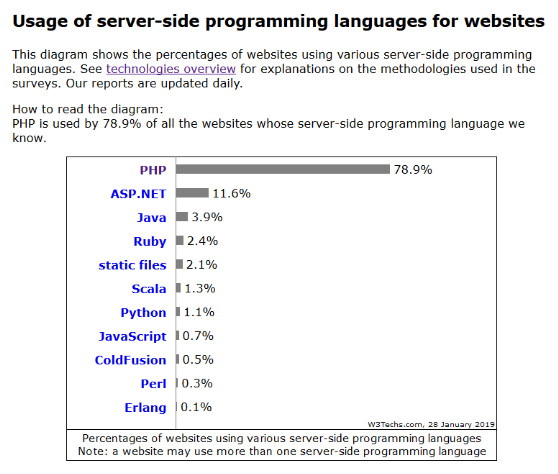 Usage of server-side programming languages for websites
This diagram shows the percentages of websites using various server-side programming
languages. See technologies overview for explanations on the methodologies used in the
surveys. Our reports are updated daily.
How to read the diagram:
PHP is used by 78.9% of all the websites whose server-side programming language we
know.
PHP 78.9%
ASP.NET 11.6%
Java 3.9%
Ruby 2.4%
static files 2.1%
Scala 1.3%
Python 1.1%
JavaScript 0.7%
ColdFusion 0.5%
Perl 0.3%
Erlang 0.1%
W3Techs.com, 28 January 2019
Percentages of websites using various server-side programming languages
Note: a website may use more than one server-side programming language